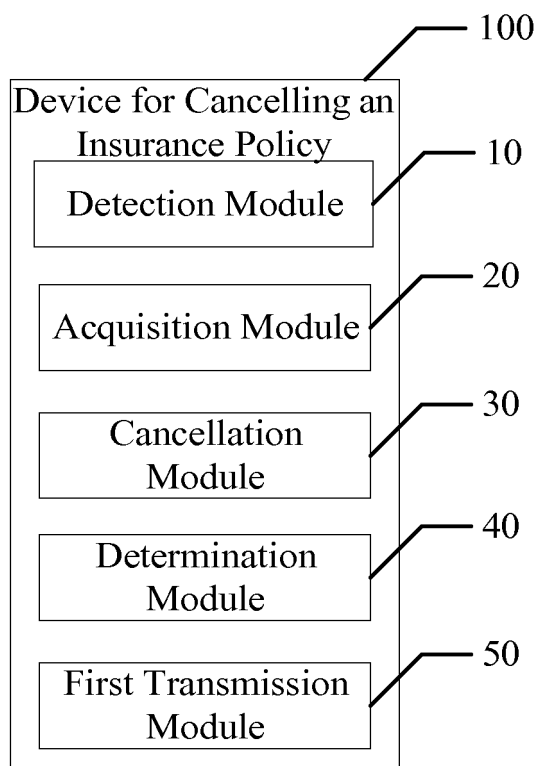 100
Device for Cancelling an
Insurance Policy
10
Detection Module
20
Acquisition Module
30
Cancellation
Module
40
Determination
Module
50
First Transmission
Module